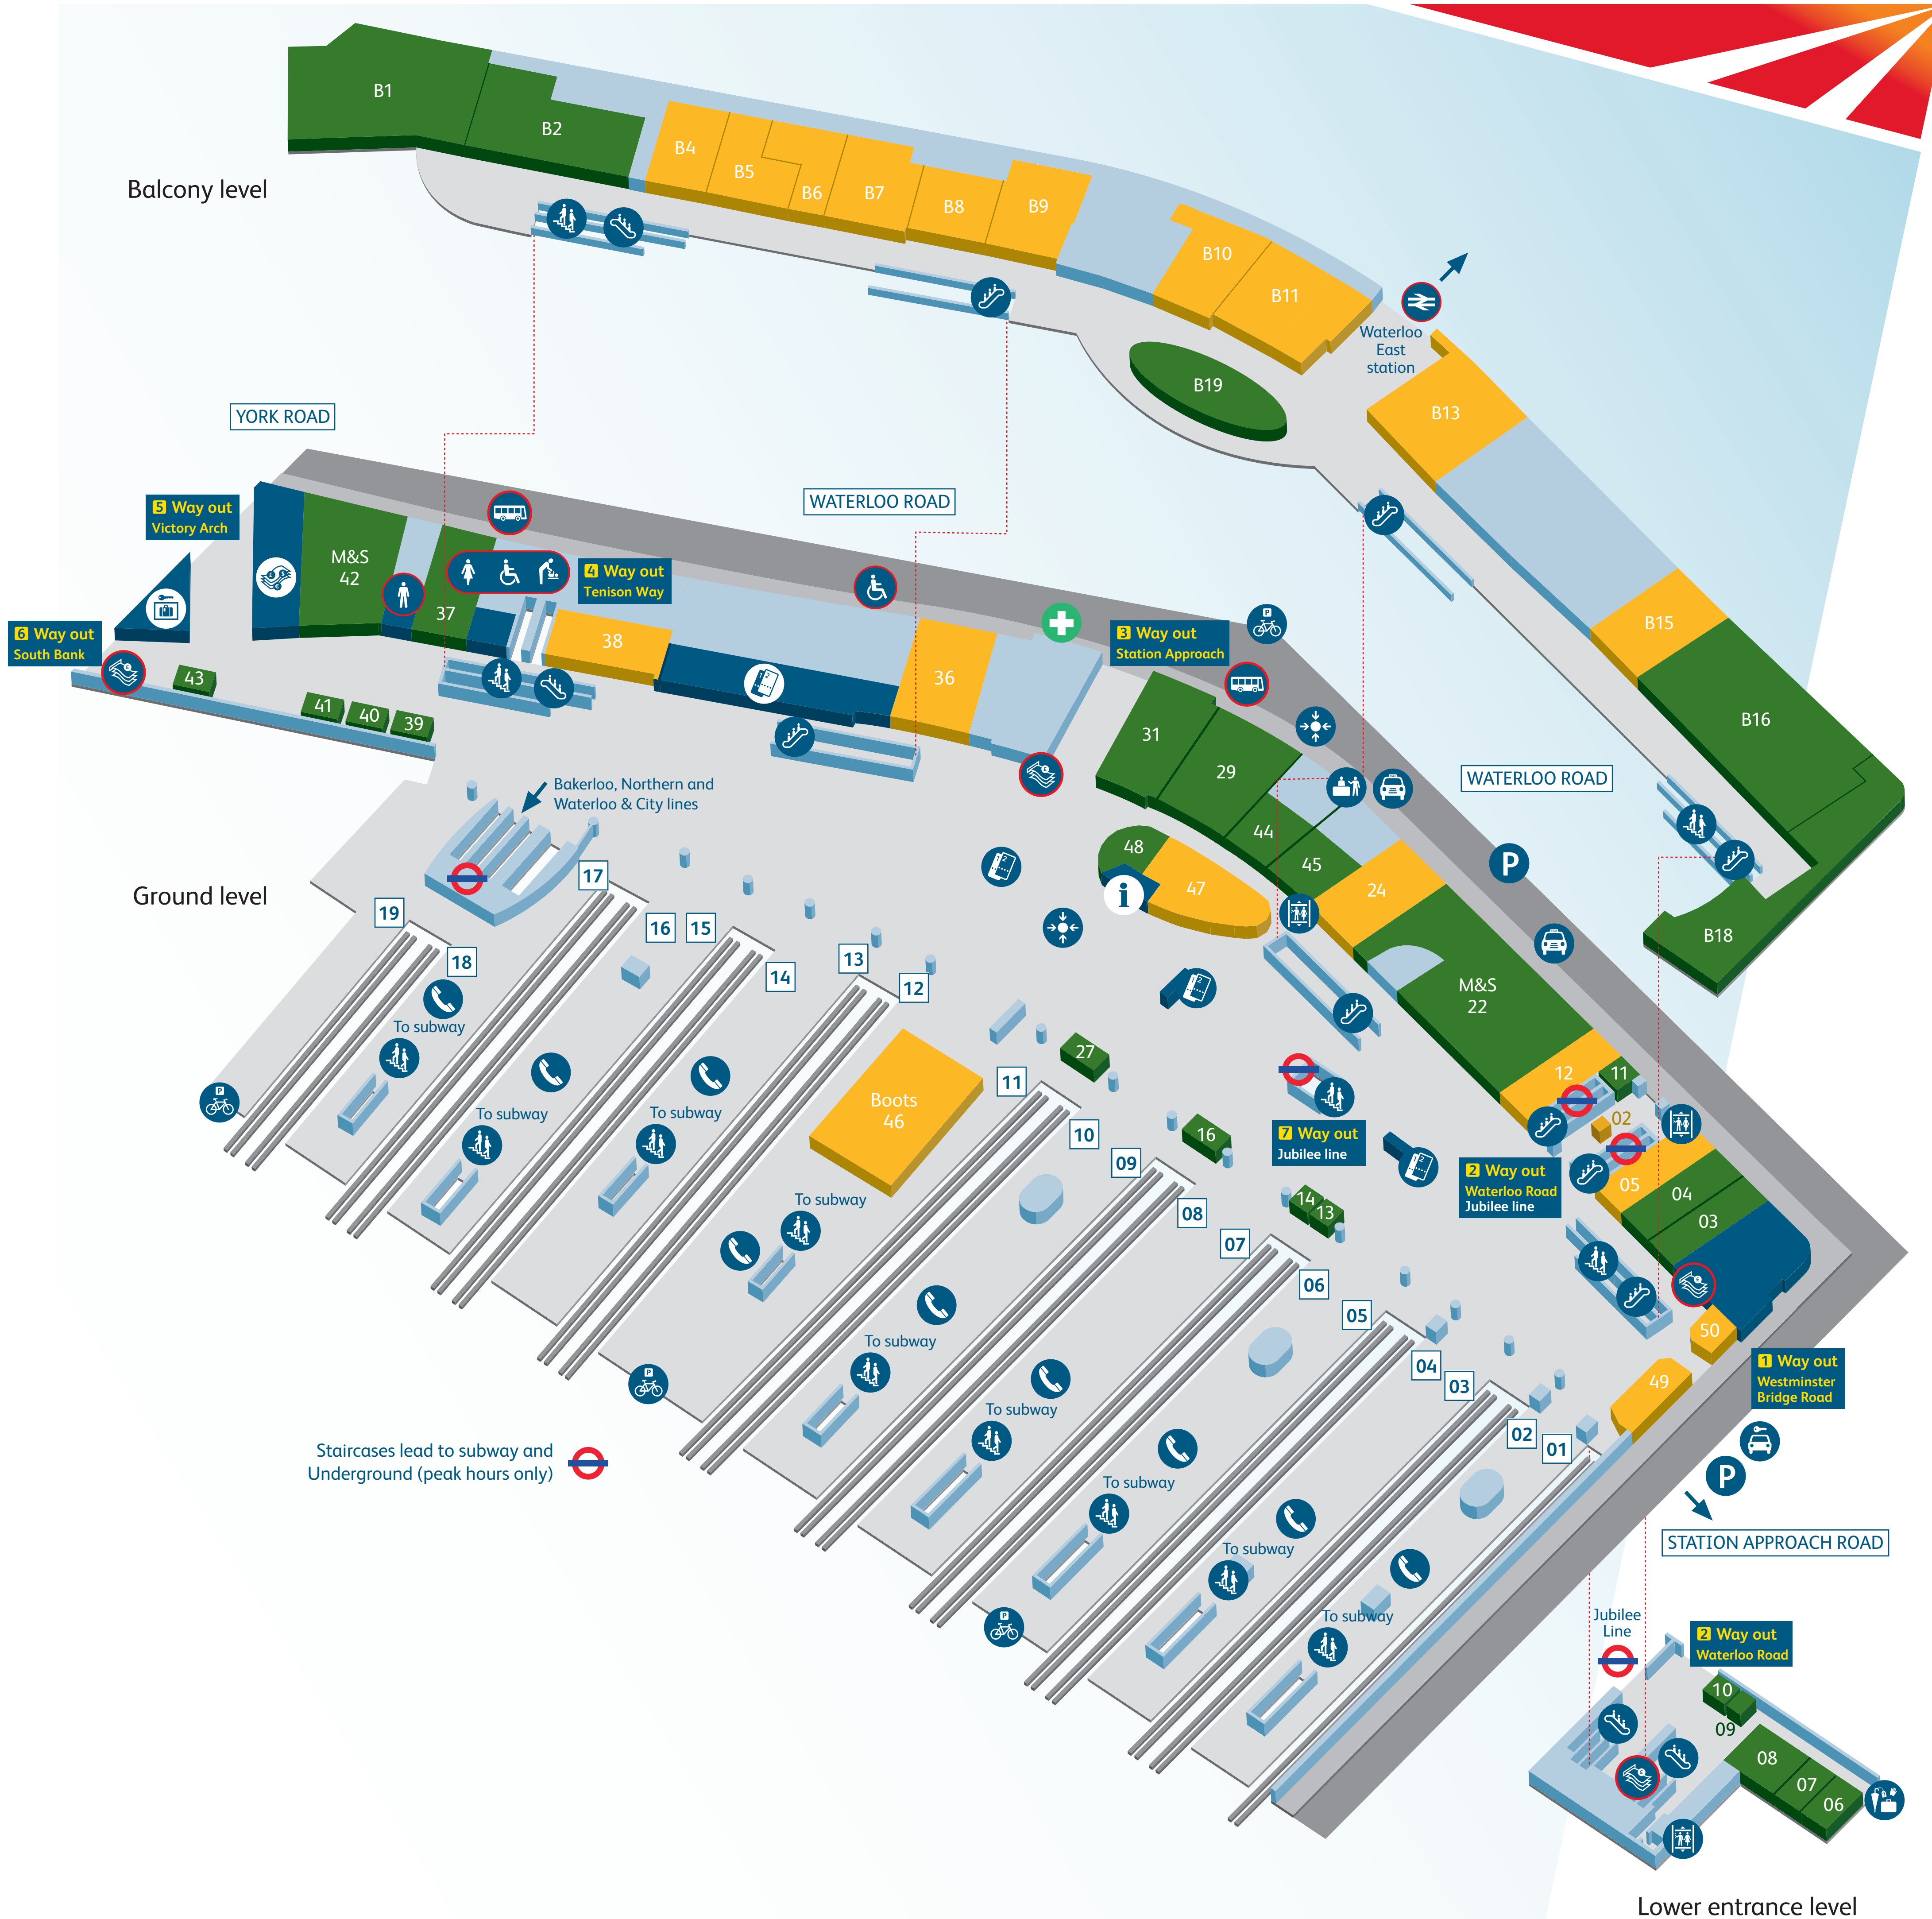 B1
B2
B4
B5
B6
B7
B8
B9
B10
B11
Balcony level
Waterloo
East
station
B19
B13
B15
B16
B18
YORK ROAD
WATERLOO ROAD
5 Way out
Victory Arch
M&S
42
37
4 Way out
Tenison Way
38
36
3 Way out
Station Approach
6 Way out
South Bank
43
41
40
39
31
29
44
45
48
47
i
24
WATERLOO ROAD
P
P
Bakerloo, Northern and
Waterloo & City lines
Ground level
M&S
22
12
11
02
05
04
03
50
49
19
18
17
16
15
14
13
12
11
10
09
08
07
06
05
04
03
02
01
27
16
14
13
Boots
46
To subway
To subway
To subway
To subway
To subway
To subway
To subway
To subway
To subway
P
P
P
7 Way out
Jubilee line
2 Way out
Waterloo Road
Jubilee line
1 Way out
Westminster
Bridge Road
P
STATION APPROACH ROAD
Staircases lead to subway and
Underground (peak hours only)
Jubilee
Line
2 Way out
Waterloo Road
10
09
08
07
06
Lower entrance level